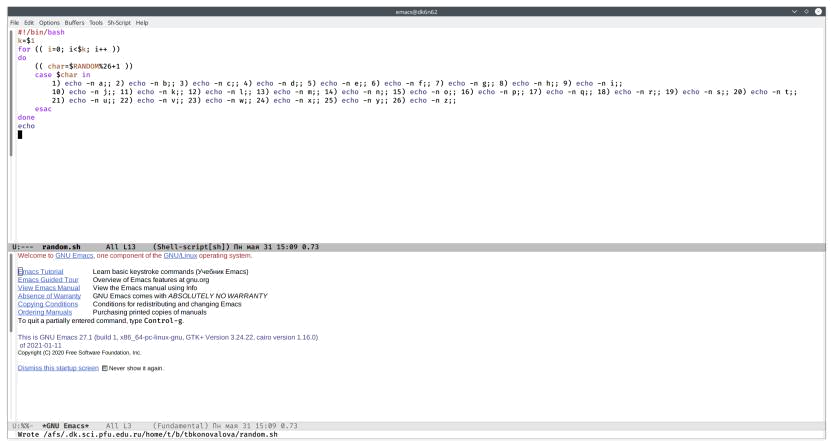 emacs@dk6n62
File Edit Options Buffers Tools Sh-Script Help
#!/bin/bash
k=$1
for (( i=0; i<$k; i++ ))
do
    (( char=$RANDOM%26+1 ))
    case $char in
        1) echo -n a;; 2) echo -n b;; 3) echo -n c;; 4) echo -n d;; 5) echo -n e;; 6) echo -n f;; 7) echo -n g;; 8) echo -n h;; 9) echo -n i;;
        10) echo -n j;; 11) echo -n k;; 12) echo -n l;; 13) echo -n m;; 14) echo -n n;; 15) echo -n o;; 16) echo -n p;; 17) echo -n q;; 18) echo -n r;; 19) echo -n s;; 20) echo -n t;;
        21) echo -n u;; 22) echo -n v;; 23) echo -n w;; 24) echo -n x;; 25) echo -n y;; 26) echo -n z;;
    esac
done
echo
U:--- random.sh All L13 (Shell-script[sh]) Пн мая 31 15:09 0.73
Welcome to GNU Emacs, one component of the GNU/Linux operating system.
Emacs Tutorial Learn basic keystroke commands (Учебник Emacs)
Emacs Guided Tour Overview of Emacs features at gnu.org
View Emacs Manual View the Emacs manual using Info
Absence of Warranty GNU Emacs comes with ABSOLUTELY NO WARRANTY
Copying Conditions Conditions for redistributing and changing Emacs
Ordering Manuals Purchasing printed copies of manuals
To quit a partially entered command, type Control-g.
This is GNU Emacs 27.1 (build 1, x86_64-pc-linux-gnu, GTK+ Version 3.24.22, cairo version 1.16.0)
of 2021-01-11
Copyright (C) 2020 Free Software Foundation, Inc.
Dismiss this startup screen Never show it again.
U:%%- *GNU Emacs* All L3 (Fundamental) Пн мая 31 15:09 0.73
Wrote /afs/.dk.sci.pfu.edu.ru/home/t/b/tbkonovalova/random.sh